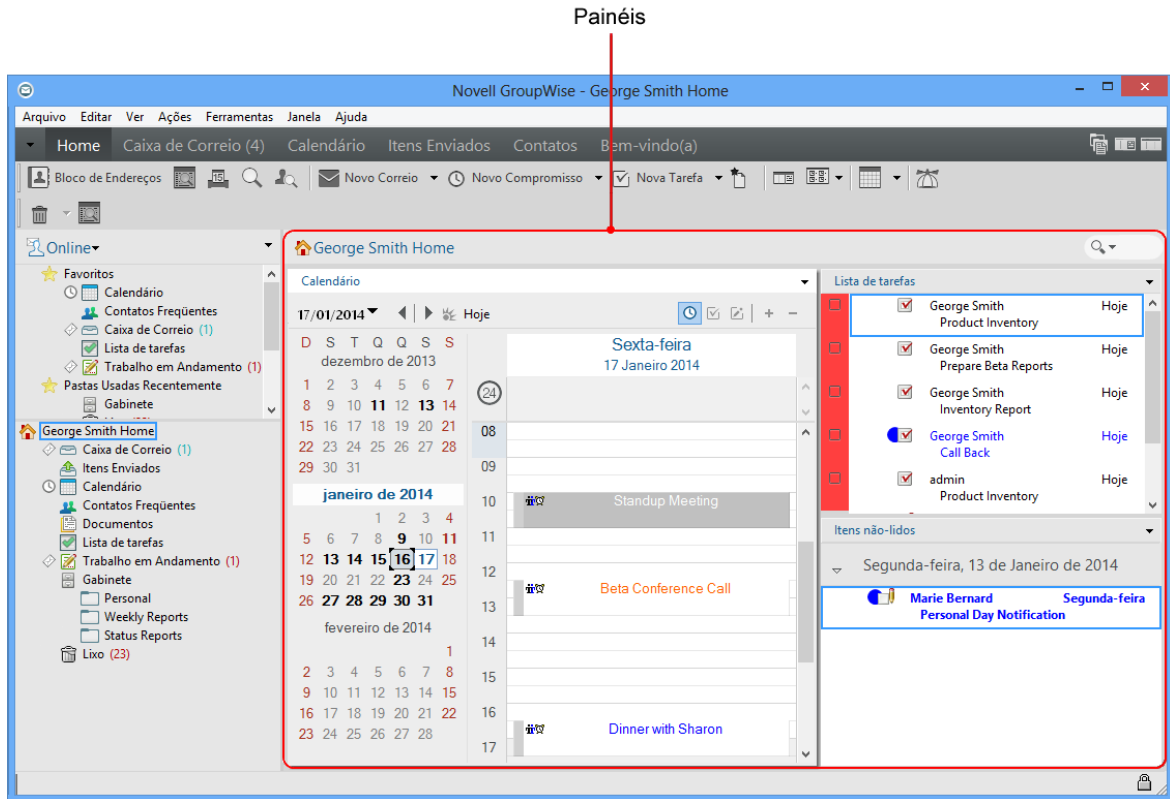 Painéis
Novell GroupWise - George Smith Home
Arquivo Editar Ver Ações Ferramentas Janela Ajuda
Home Caixa de Correio (4) Calendário Itens Enviados Contatos Bem-vindo(a)
Bloco de Endereços 15 Novo Correio Novo Compromisso Nova Tarefa
Online
Favoritos
Calendário
Contatos Freqüentes
Caixa de Correio (1)
Lista de tarefas
Trabalho em Andamento (1)
Pastas Usadas Recentemente
Gabinete
George Smith Home
Caixa de Correio (1)
Itens Enviados
Calendário
Contatos Freqüentes
Documentos
Lista de tarefas
Trabalho em Andamento (1)
Gabinete
Personal
Weekly Reports
Status Reports
Lixo (23)
George Smith Home
Calendário
17/01/2014 Hoje
D S T Q Q S S
dezembro de 2013
1 2 3 4 5 6 7
8 9 10 11 12 13 14
15 16 17 18 19 20 21
22 23 24 25 26 27 28
29 30 31
janeiro de 2014
1 2 3 4
5 6 7 8 9 10 11
12 13 14 15 16 17 18
19 20 21 22 23 24 25
26 27 28 29 30 31
fevereiro de 2014
1
2 3 4 5 6 7 8
9 10 11 12 13 14 15
16 17 18 19 20 21 22
23 24 25 26 27 28
Sexta-feira
17 Janeiro 2014
24
08
09
10 Standup Meeting
11
12
Beta Conference Call
13
14
15
16
Dinner with Sharon
17
Lista de tarefas
George Smith Hoje
Product Inventory
George Smith Hoje
Prepare Beta Reports
George Smith Hoje
Inventory Report
George Smith Hoje
Call Back
admin Hoje
Product Inventory
Itens não-lidos
Segunda-feira, 13 de Janeiro de 2014
Marie Bernard Segunda-feira
Personal Day Notification